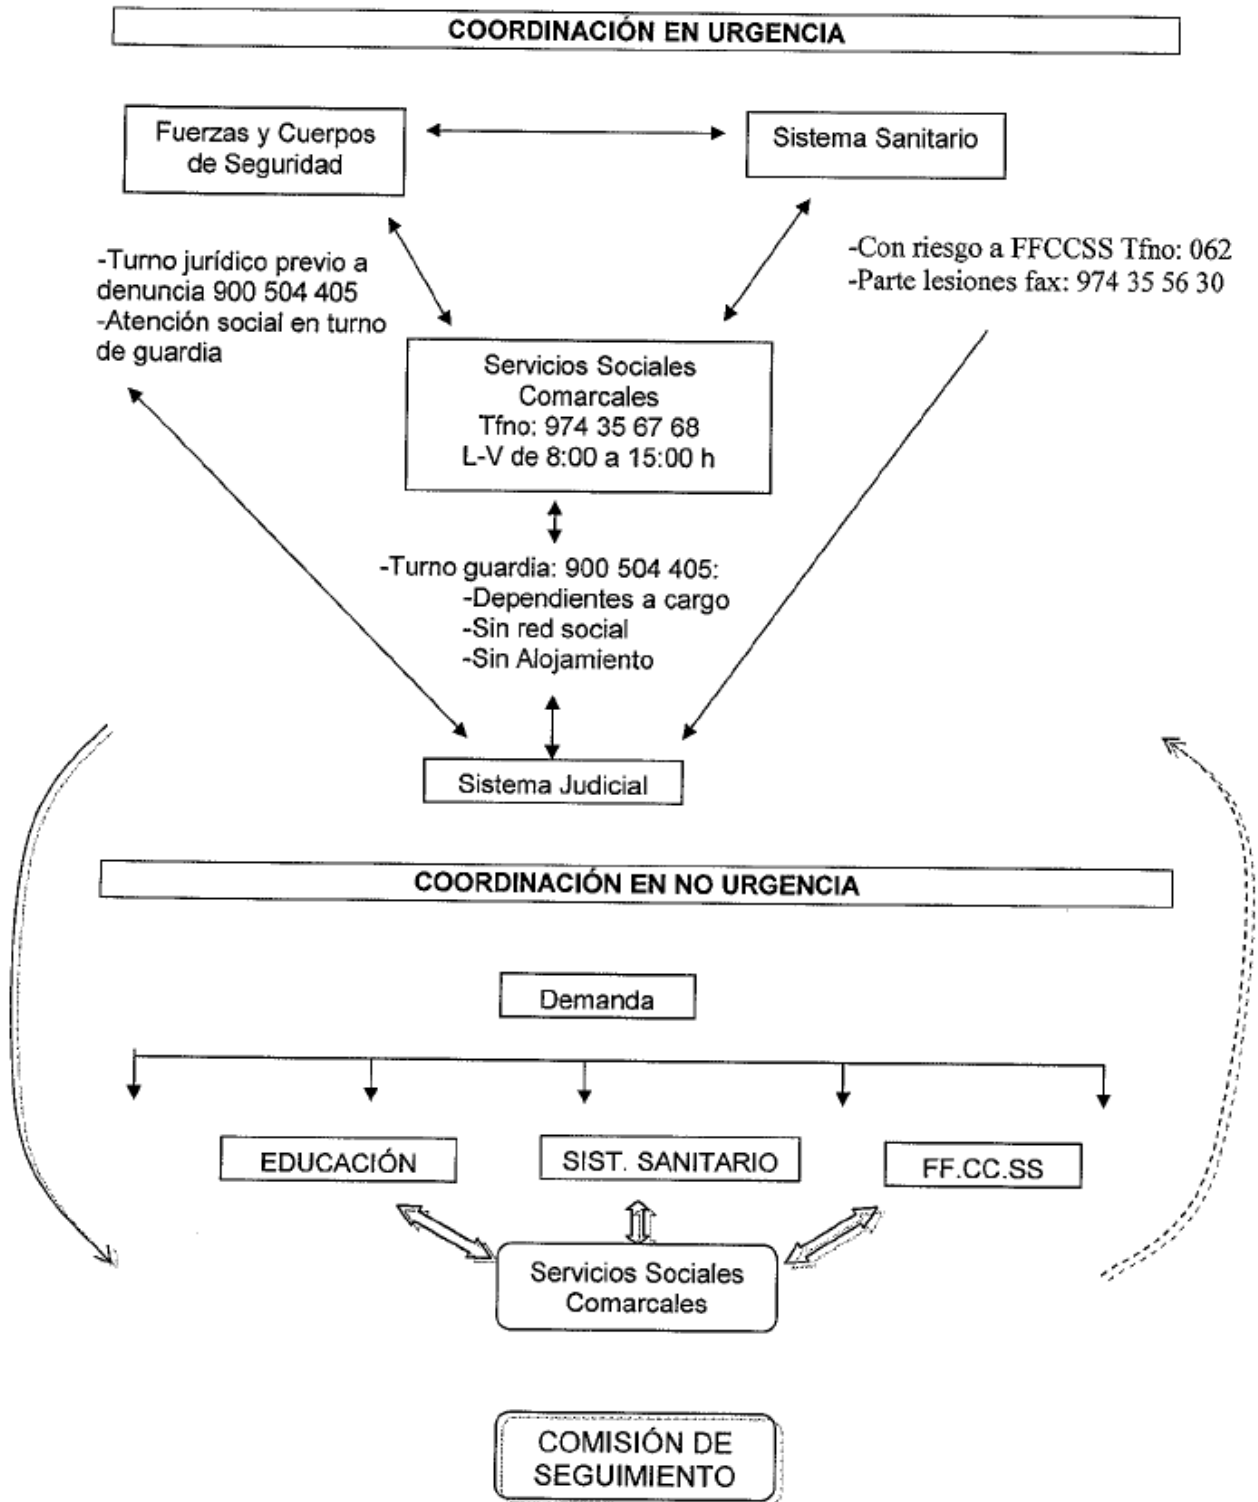 COORDINACIÓN EN URGENCIA
Fuerzas y Cuerpos
de Seguridad
Sistema Sanitario
-Turno jurídico previo a
denuncia 900 504 405
-Atención social en turno
de guardia
-Con riesgo a FFCCSS Tfno: 062
-Parte lesiones fax: 974 35 56 30
Servicios Sociales
Comarcales
Tfno: 974 35 67 68
L-V de 8:00 a 15:00 h
-Turno guardia: 900 504 405:
-Dependientes a cargo
-Sin red social
-Sin Alojamiento
Sistema Judicial
COORDINACIÓN EN NO URGENCIA
Demanda
EDUCACIÓN
SIST. SANITARIO
FF.CC.SS
Servicios Sociales
Comarcales
COMISIÓN DE
SEGUIMIENTO